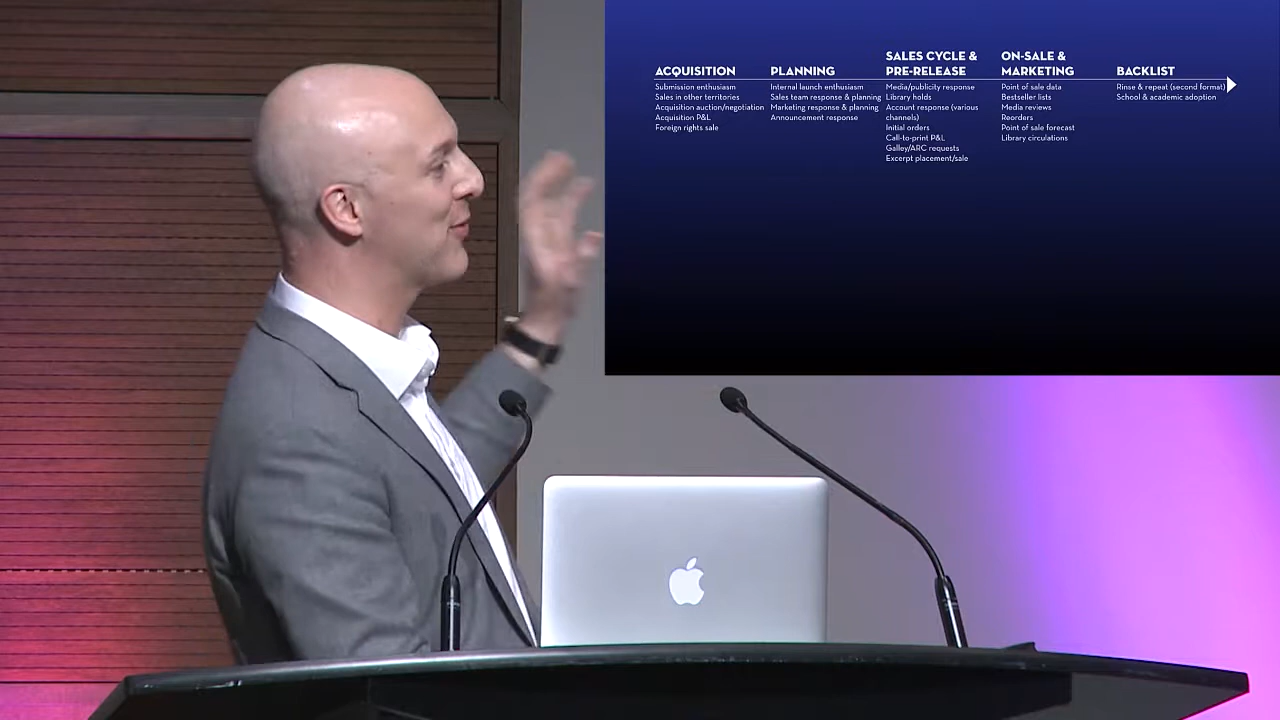 ACQUISITION
Submission enthusiasm
Sales in other territories
Acquisition auction/negotiation
Acquisition P&L
Foreign rights sale
PLANNING
Internal launch enthusiasm
Sales team response & planning
Marketing response & planning
Announcement response
SALES CYCLE &
PRE-RELEASE
Media/publicity response
Library holds
Account response (various
channels)
Initial orders
Call-to-print P&L
Galley/ARC requests
Excerpt placement/sale
ON-SALE &
MARKETING
Point of sale data
Bestseller lists
Media reviews
Reorders
Point of sale forecast
Library circulations
BACKLIST
Rinse & repeat (second format)
School & academic adoption